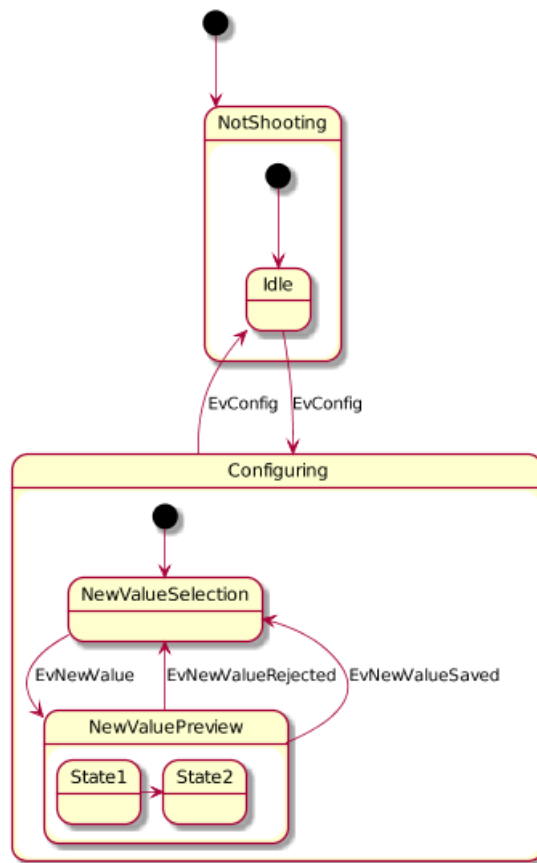 NotShooting
Idle
EvConfig
EvConfig
Configuring
NewValueSelection
EvNewValue
EvNewValueRejected
EvNewValueSaved
NewValuePreview
State1
State2